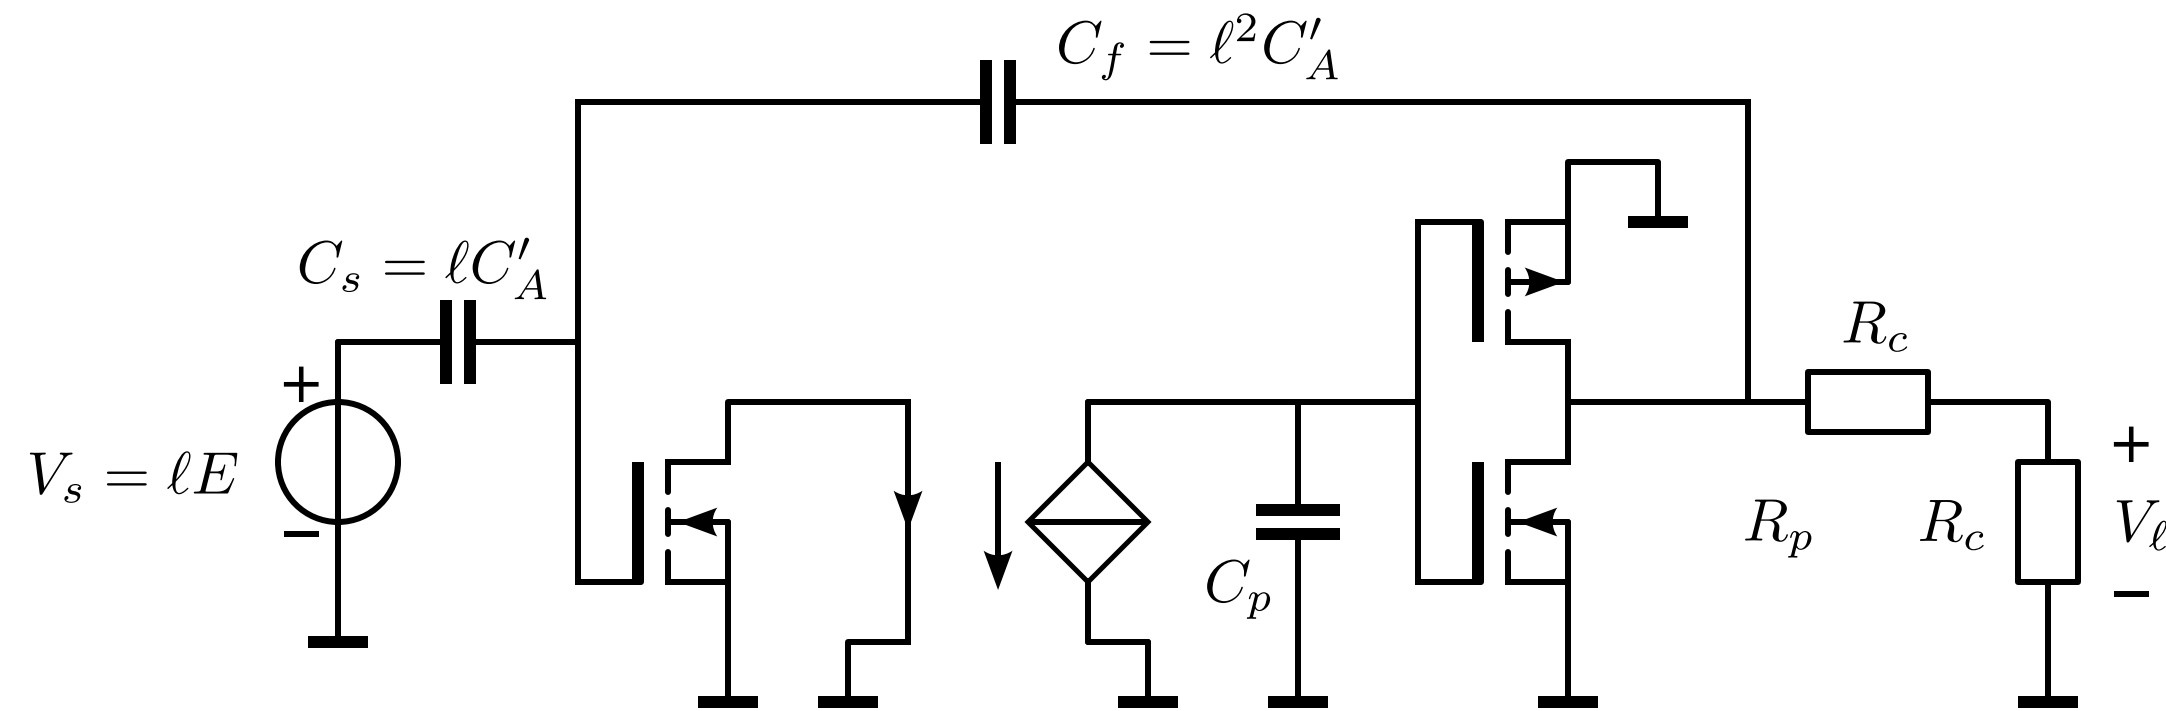 C_f = ℓ²C′_A
C_s = ℓC′_A
R_c
+
+
V_s = ℓE
R_p
R_c
V_ℓ
−
C_p
−